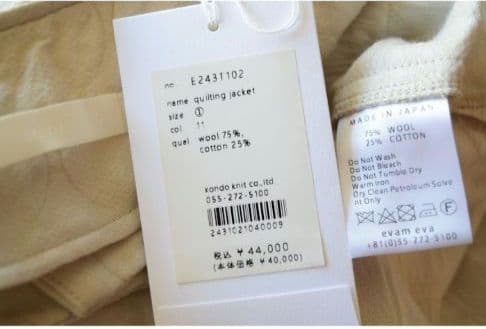 no E243T102
name quilting jacket
size ①
col. 11
qual. wool 75%,
cotton 25%
kondo knit co.,ltd
055-272-5100
2431021040009
税込 ¥ 44,000
(本体価格 ¥40,000)
MADE IN JAPAN
75% WOOL
25% COTTON
Do Not Wash
Do Not Bleach
Do Not Tumble Dry
Warm Iron
Dry Clean Petroleum Solve
nt Only
F
evam eva
+81(0)55 272-5100